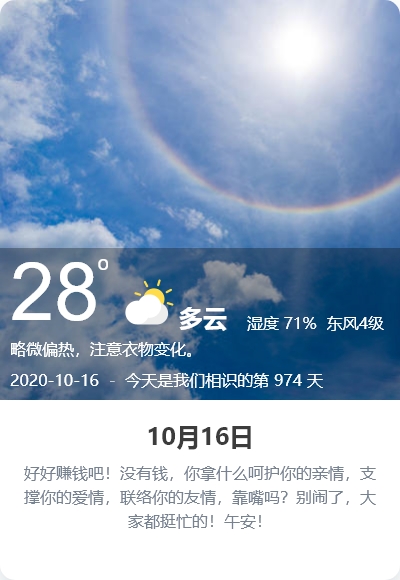 28°
多云 湿度 71% 东风4级
略微偏热，注意衣物变化。
2020-10-16 - 今天是我们相识的第 974 天
10月16日
好好赚钱吧！没有钱，你拿什么呵护你的亲情，支
撑你的爱情，联络你的友情，靠嘴吗？别闹了，大
家都挺忙的！午安！